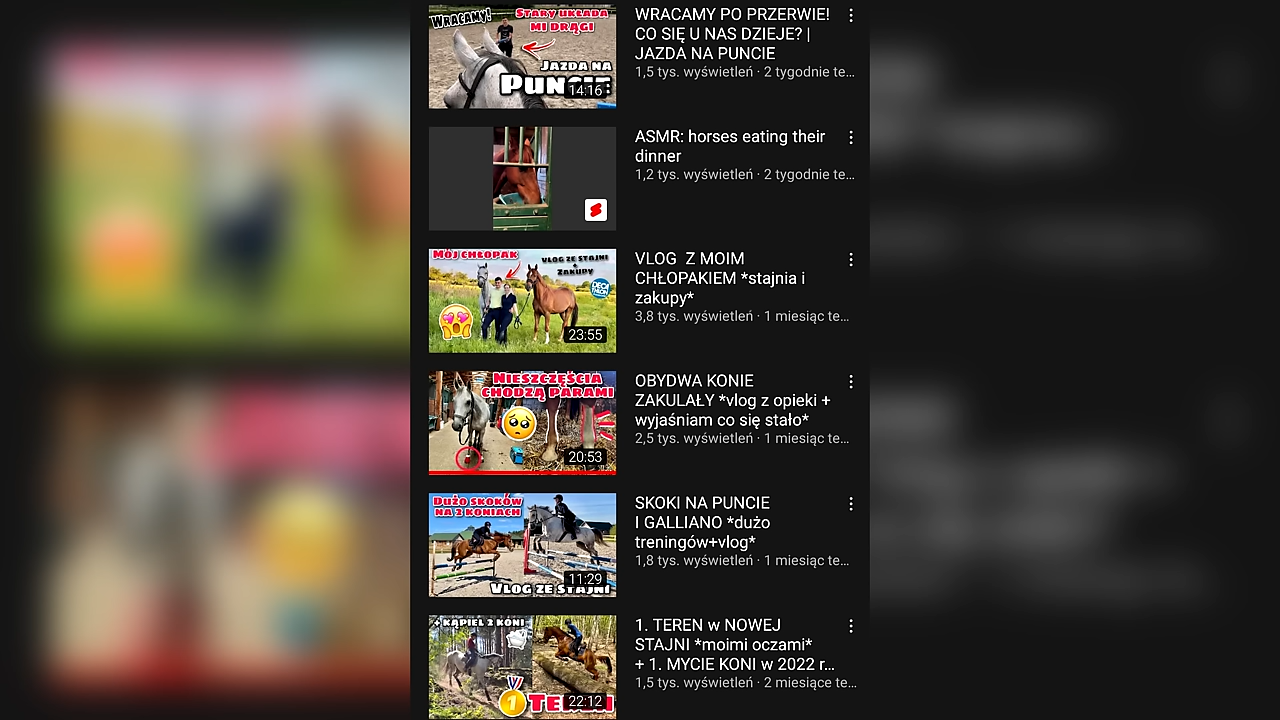 WRACAMY!
STARY UKŁADA
MI DRĄGI
JAZDA NA
14:16
WRACAMY PO PRZERWIE!
CO SIĘ U NAS DZIEJE? |
JAZDA NA PUNCIE
1,5 tys. wyświetleń · 2 tygodnie te...
ASMR: horses eating their
dinner
1,2 tys. wyświetleń · 2 tygodnie te...
MÓJ CHŁOPAK
VLOG ZE STAJNI
+
ZAKUPY
DECATHLON
23:55
VLOG Z MOIM
CHŁOPAKIEM *stajnia i
zakupy*
3,8 tys. wyświetleń · 1 miesiąc te...
NIESZCZĘŚCIA
CHODZĄ PARAMI
20:53
OBYDWA KONIE
ZAKULAŁY *vlog z opieki +
wyjaśniam co się stało*
2,5 tys. wyświetleń · 1 miesiąc te...
DUŻO SKOKÓW
NA 2 KONIACH
11:29
VLOG ZE STAJNI
SKOKI NA PUNCIE
I GALLIANO *dużo
treningów+vlog*
1,8 tys. wyświetleń · 1 miesiąc te...
+ KĄPIEL 2 KONI
1
22:12
1. TEREN w NOWEJ
STAJNI *moimi oczami*
+ 1. MYCIE KONI w 2022 r...
1,5 tys. wyświetleń · 2 miesiące te...